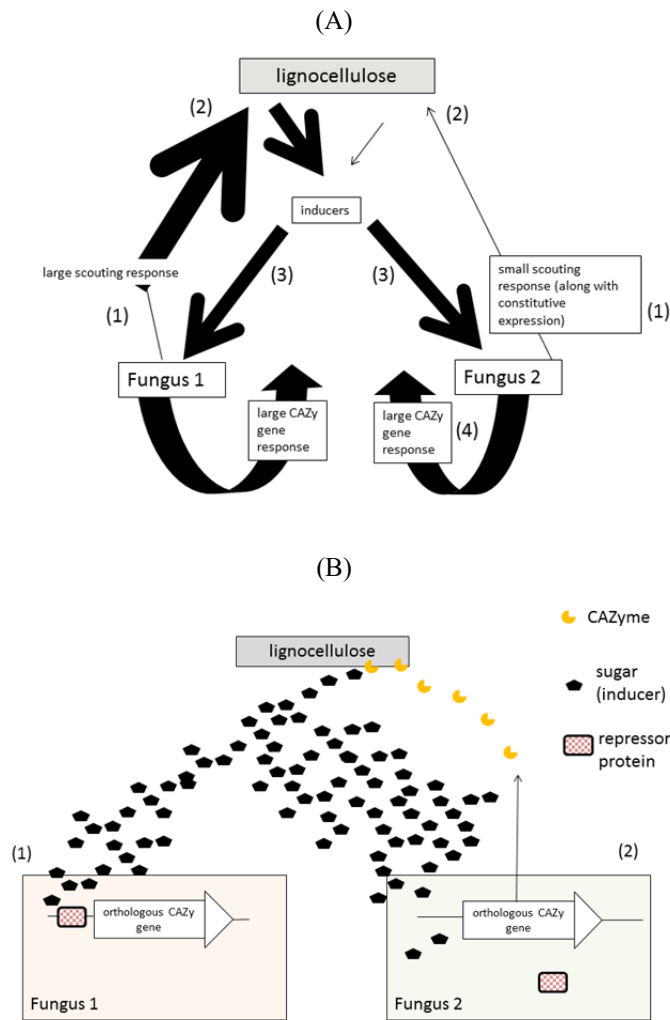 (A)
lignocellulose
(2)
(2)
inducers
large scouting response
(3)
(3)
small scouting
response (along with
constitutive
expression)
(1)
(1)
Fungus 1
Fungus 2
large CAZy
gene
response
large CAZy
gene
response
(4)
(B)
CAZyme
lignocellulose
sugar
(inducer)
repressor
protein
(1)
(2)
orthologous CAZy
gene
orthologous CAZy
gene
Fungus 1
Fungus 2